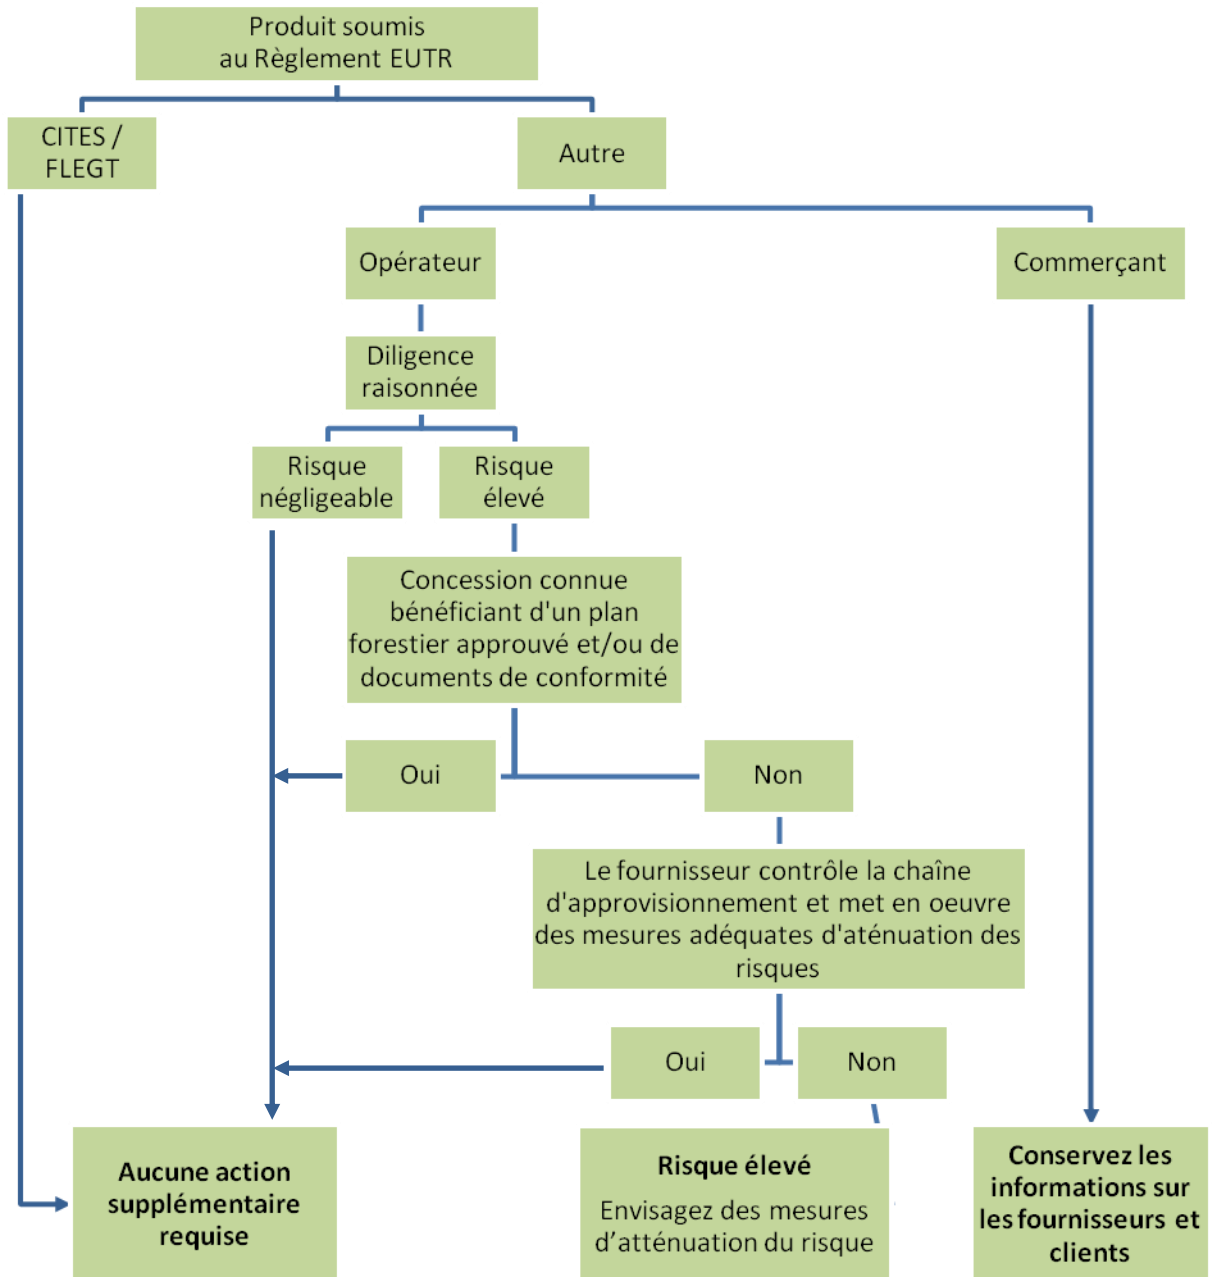 Produit soumis
au Règlement EUTR
CITES /
FLEGT
Autre
Opérateur
Commerçant
Diligence
raisonnée
Risque
négligeable
Risque
élevé
Concession connue
bénéficiant d'un plan
forestier approuvé et/ou de
documents de conformité
Oui
Non
Le fournisseur contrôle la chaîne
d'approvisionnement et met en oeuvre
des mesures adéquates d'aténuation des
risques
Oui
Non
Aucune action
supplémentaire
requise
Risque élevé
Envisagez des mesures
d’atténuation du risque
Conservez les
informations sur
les fournisseurs et
clients